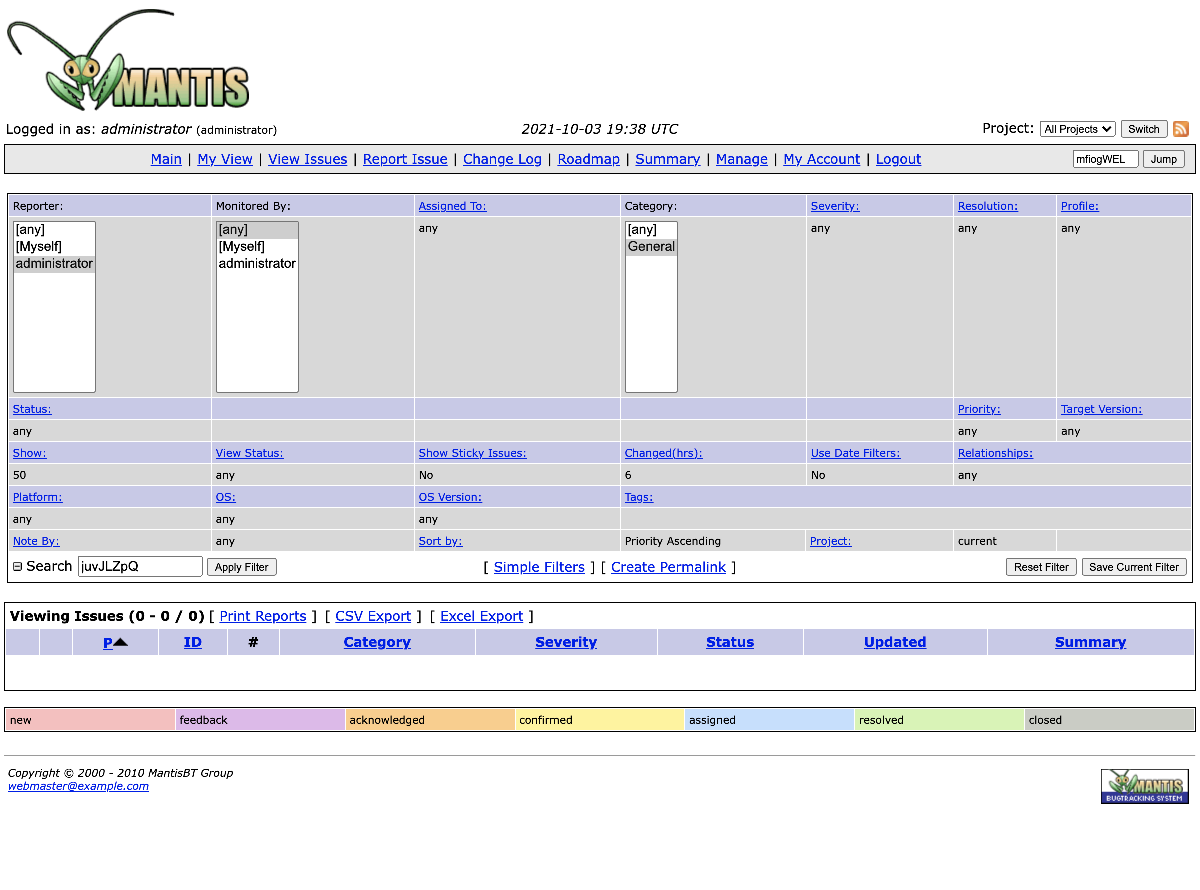 MANTIS
Logged in as: administrator (administrator) 2021-10-03 19:38 UTC Project: All Projects Switch
Main | My View | View Issues | Report Issue | Change Log | Roadmap | Summary | Manage | My Account | Logout mfiogWEL Jump
Reporter: Monitored By: Assigned To: Category: Severity: Resolution: Profile:
[any] [any] any [any] any any any
[Myself] [Myself] General
administrator administrator
Status: Priority: Target Version:
any any any
Show: View Status: Show Sticky Issues: Changed(hrs): Use Date Filters: Relationships:
50 any No 6 No any
Platform: OS: OS Version: Tags:
any any any
Note By: any Sort by: Priority Ascending Project: current
Search juvJLZpQ Apply Filter [ Simple Filters ] [ Create Permalink ] Reset Filter Save Current Filter
Viewing Issues (0 - 0 / 0) [ Print Reports ] [ CSV Export ] [ Excel Export ]
P ID # Category Severity Status Updated Summary
new feedback acknowledged confirmed assigned resolved closed
Copyright © 2000 - 2010 MantisBT Group
webmaster@example.com
MANTIS
BUGTRACKING SYSTEM